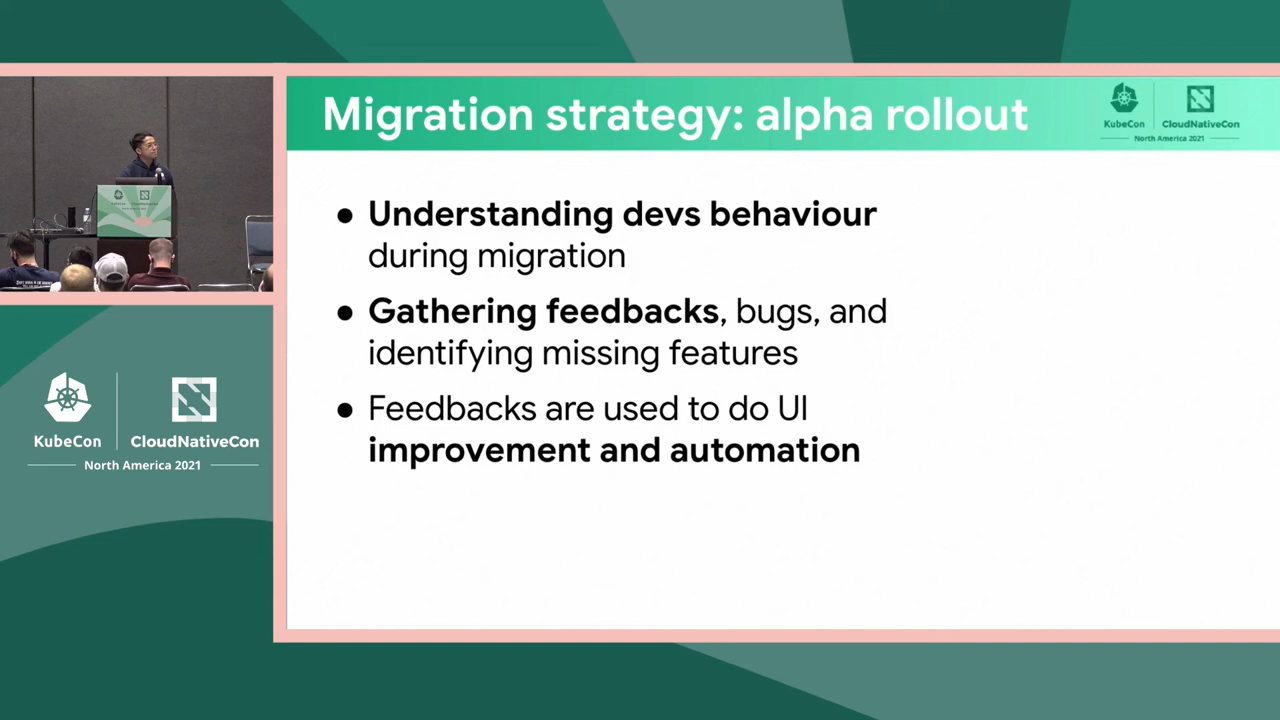 Migration strategy: alpha rollout
KubeCon
CloudNativeCon
North America 2021
● Understanding devs behaviour
during migration
● Gathering feedbacks, bugs, and
identifying missing features
● Feedbacks are used to do UI
improvement and automation
KubeCon
CloudNativeCon
North America 2021